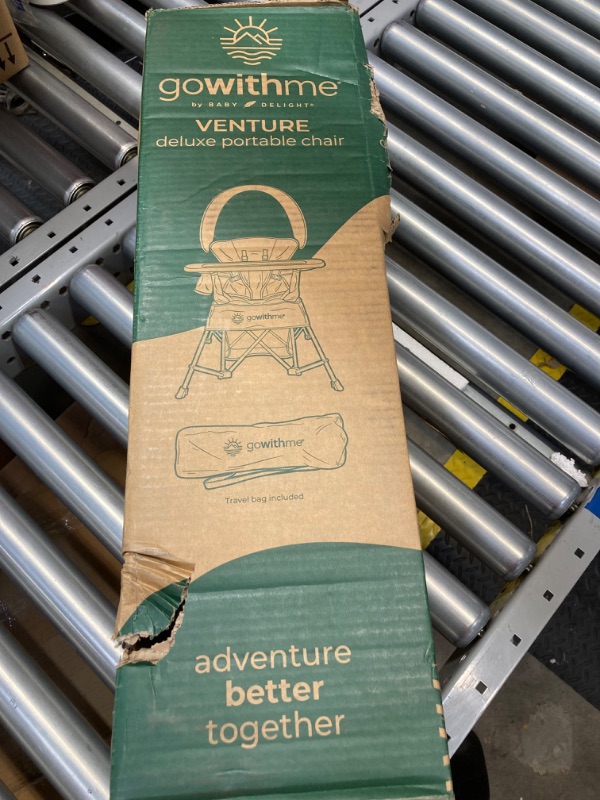 gowithme
by BABY DELIGHT®
VENTURE
deluxe portable chair
gowithme
gowithme
Travel bag included.
adventure
better
together